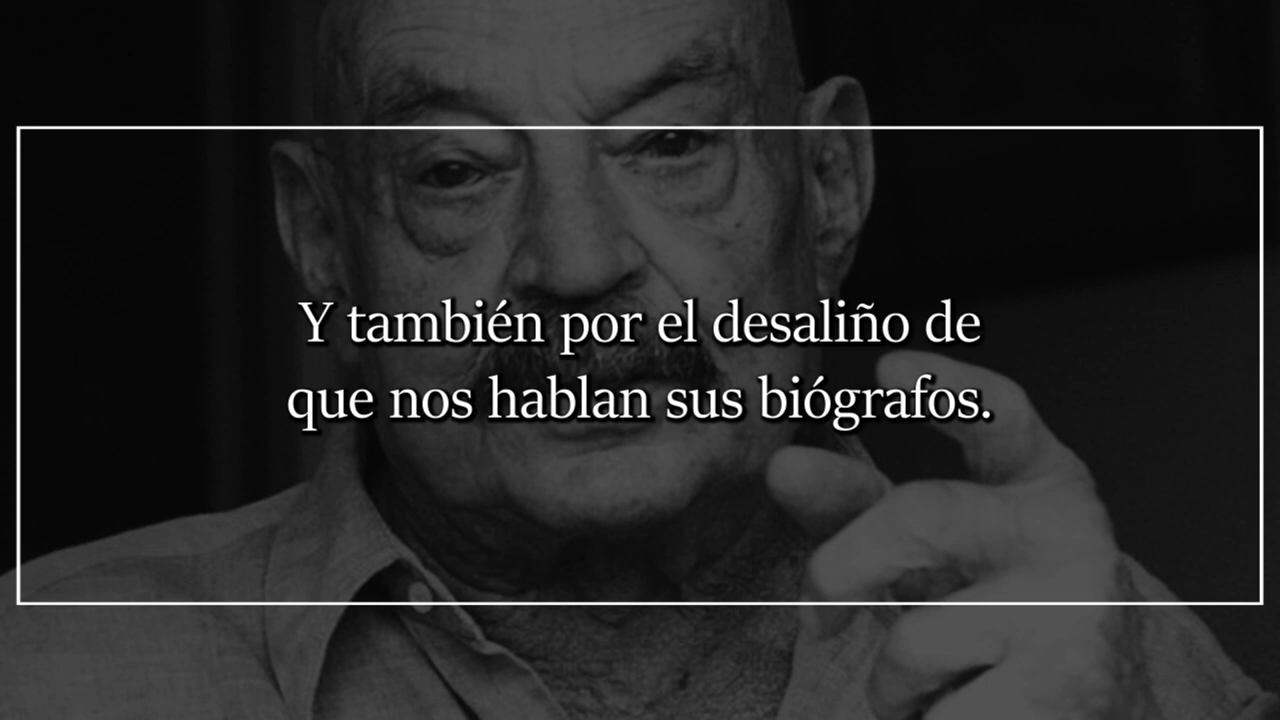 Y también por el desaliño de
que nos hablan sus biógrafos.